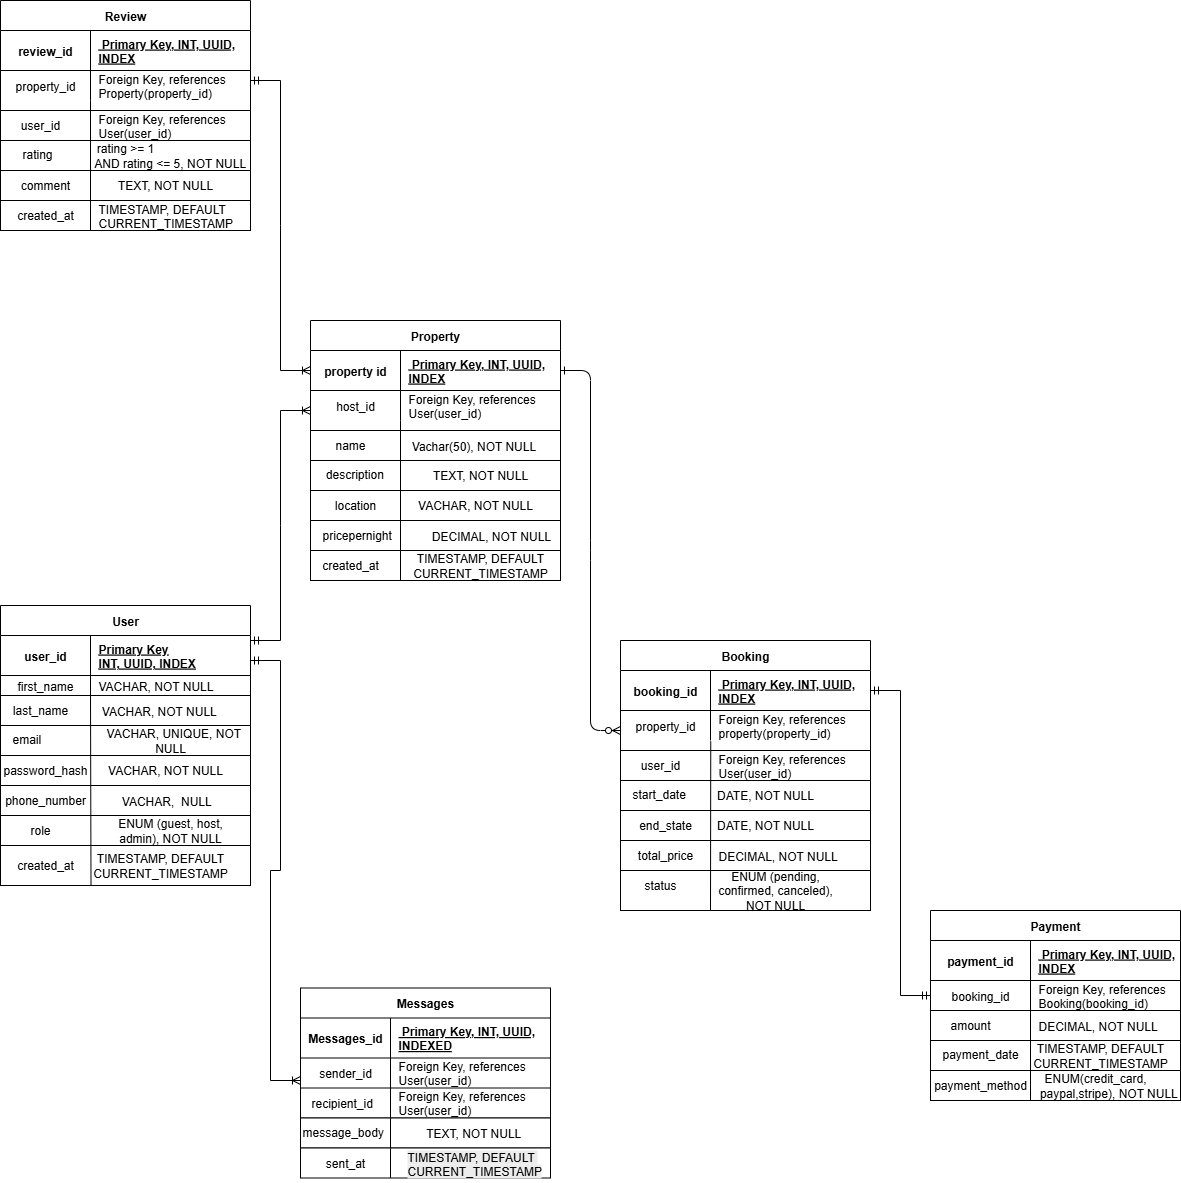 Review
review_id
Primary Key, INT, UUID,
INDEX
property_id
Foreign Key, references
Property(property_id)
user_id
Foreign Key, references
User(user_id)
rating
rating >= 1
AND rating <= 5, NOT NULL
comment
TEXT, NOT NULL
created_at
TIMESTAMP, DEFAULT
CURRENT_TIMESTAMP
Property
property id
Primary Key, INT, UUID,
INDEX
host_id
Foreign Key, references
User(user_id)
name
Vachar(50), NOT NULL
description
TEXT, NOT NULL
location
VACHAR, NOT NULL
pricepernight
DECIMAL, NOT NULL
created_at
TIMESTAMP, DEFAULT
CURRENT_TIMESTAMP
User
user_id
Primary Key
INT, UUID, INDEX
first_name
VACHAR, NOT NULL
last_name
VACHAR, NOT NULL
email
VACHAR, UNIQUE, NOT
NULL
password_hash
VACHAR, NOT NULL
phone_number
VACHAR, NULL
role
ENUM (guest, host,
admin), NOT NULL
created_at
TIMESTAMP, DEFAULT
CURRENT_TIMESTAMP
Booking
booking_id
Primary Key, INT, UUID,
INDEX
property_id
Foreign Key, references
property(property_id)
user_id
Foreign Key, references
User(user_id)
start_date
DATE, NOT NULL
end_state
DATE, NOT NULL
total_price
DECIMAL, NOT NULL
status
ENUM (pending,
confirmed, canceled),
NOT NULL
Payment
payment_id
Primary Key, INT, UUID,
INDEX
booking_id
Foreign Key, references
Booking(booking_id)
amount
DECIMAL, NOT NULL
payment_date
TIMESTAMP, DEFAULT
CURRENT_TIMESTAMP
payment_method
ENUM(credit_card,
paypal,stripe), NOT NULL
Messages
Messages_id
Primary Key, INT, UUID,
INDEXED
sender_id
Foreign Key, references
User(user_id)
recipient_id
Foreign Key, references
User(user_id)
message_body
TEXT, NOT NULL
sent_at
TIMESTAMP, DEFAULT
CURRENT_TIMESTAMP